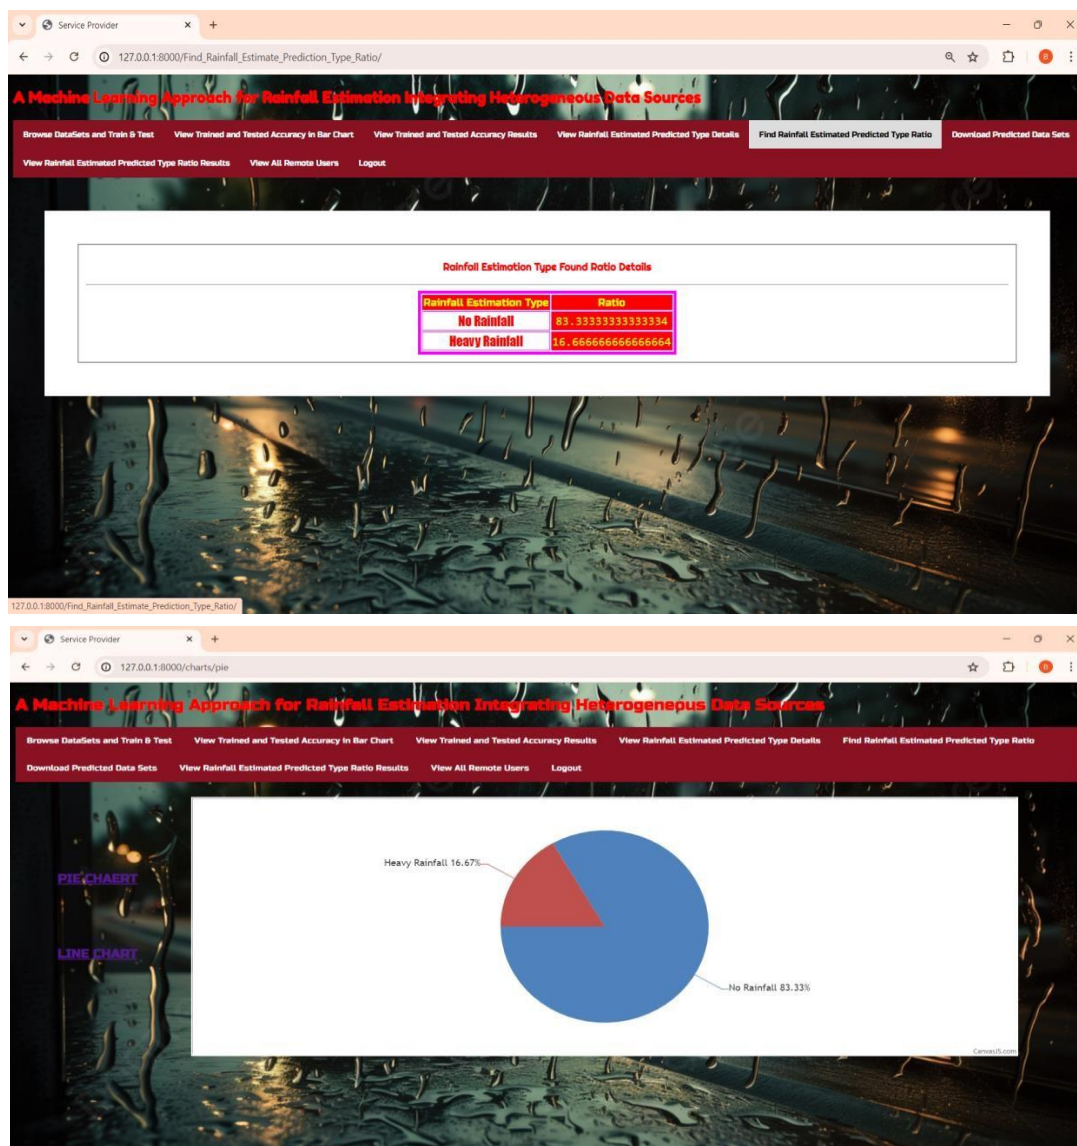 Service Provider
127.0.0.1:8000/Find_Rainfall_Estimate_Prediction_Type_Ratio/
B
A Machine Learning Approach for Rainfall Estimation Integrating Heterogeneous Data Sources
Browse DataSets and Train & Test View Trained and Tested Accuracy in Bar Chart View Trained and Tested Accuracy Results View Rainfall Estimated Predicted Type Details Find Rainfall Estimated Predicted Type Ratio Download Predicted Data Sets
View Rainfall Estimated Predicted Type Ratio Results View All Remote Users Logout
Rainfall Estimation Type Found Ratio Details
Rainfall Estimation Type Ratio
No Rainfall 83.33333333333334
Heavy Rainfall 16.666666666666664
127.0.0.1:8000/Find_Rainfall_Estimate_Prediction_Type_Ratio/
Service Provider
127.0.0.1:8000/charts/pie
B
A Machine Learning Approach for Rainfall Estimation Integrating Heterogeneous Data Sources
Browse DataSets and Train & Test View Trained and Tested Accuracy in Bar Chart View Trained and Tested Accuracy Results View Rainfall Estimated Predicted Type Details Find Rainfall Estimated Predicted Type Ratio
Download Predicted Data Sets View Rainfall Estimated Predicted Type Ratio Results View All Remote Users Logout
Heavy Rainfall 16.67%
PIE CHAERT
LINE CHART
No Rainfall 83.33%
CanvasJS.com